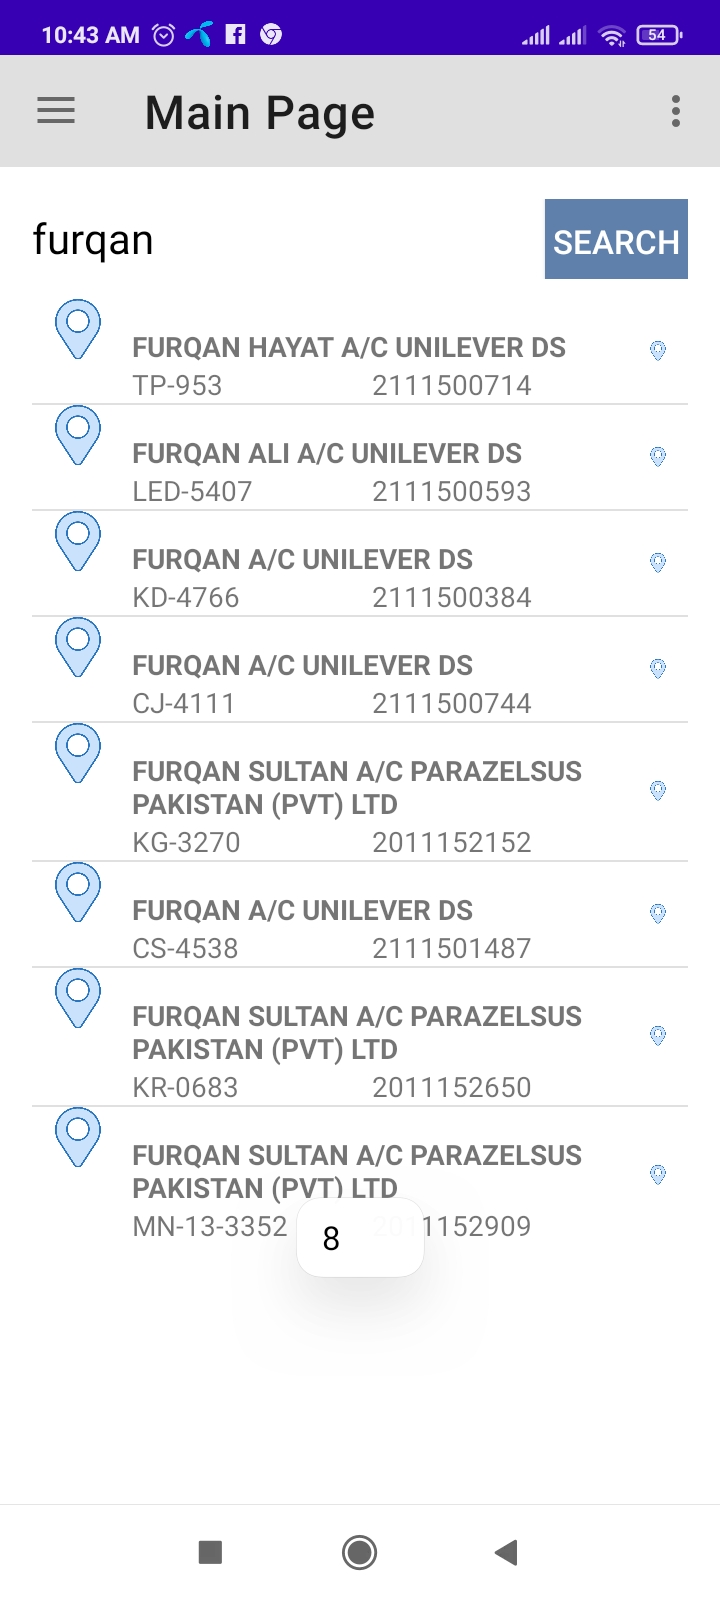 10:43 AM 54
Main Page
furqan SEARCH
FURQAN HAYAT A/C UNILEVER DS
TP-953 2111500714
FURQAN ALI A/C UNILEVER DS
LED-5407 2111500593
FURQAN A/C UNILEVER DS
KD-4766 2111500384
FURQAN A/C UNILEVER DS
CJ-4111 2111500744
FURQAN SULTAN A/C PARAZELSUS
PAKISTAN (PVT) LTD
KG-3270 2011152152
FURQAN A/C UNILEVER DS
CS-4538 2111501487
FURQAN SULTAN A/C PARAZELSUS
PAKISTAN (PVT) LTD
KR-0683 2011152650
FURQAN SULTAN A/C PARAZELSUS
PAKISTAN (PVT) LTD
MN-13-3352 2011152909
8